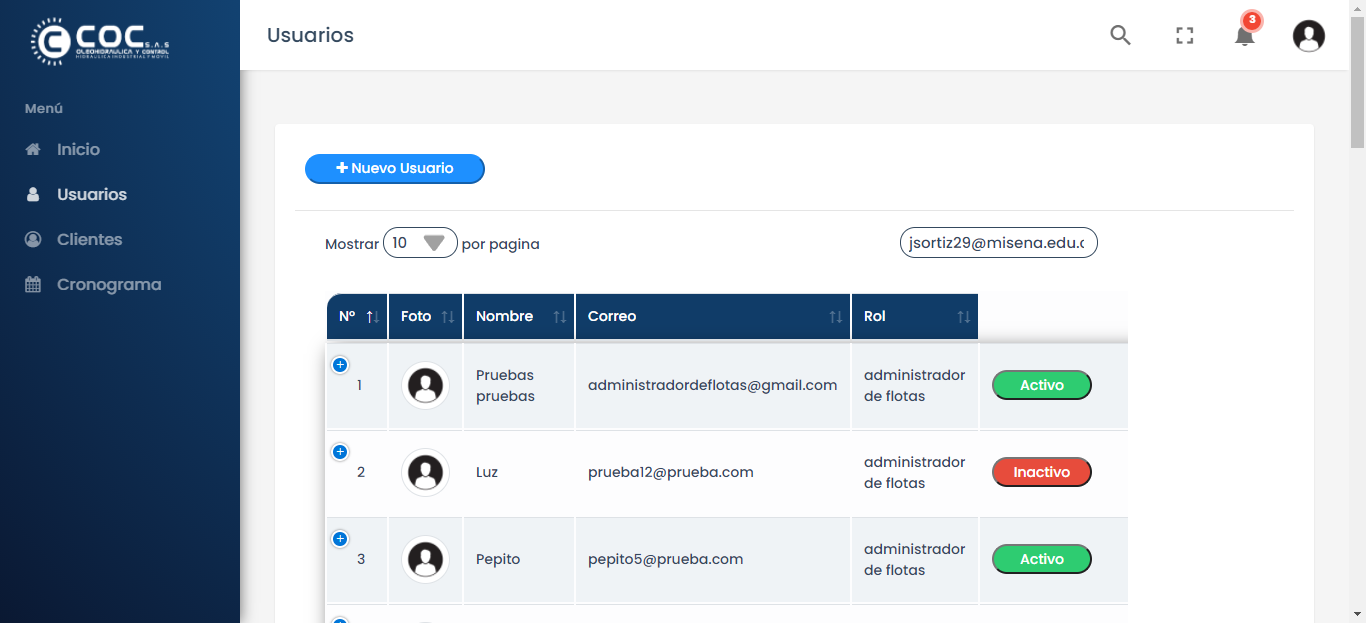 COC S.A.S
OLEOHIDRAULICA Y CONTROL
HIDRAULICA INDUSTRIAS Y MOVIL
Usuarios
3
Menú
Inicio
Usuarios
Clientes
Cronograma
Nuevo Usuario
Mostrar 10 por pagina
jsortiz29@misena.edu.c
Nº Foto Nombre Correo Rol
1 Pruebas pruebas administradordeflotas@gmail.com administrador de flotas Activo
2 Luz prueba12@prueba.com administrador de flotas Inactivo
3 Pepito pepito5@prueba.com administrador de flotas Activo